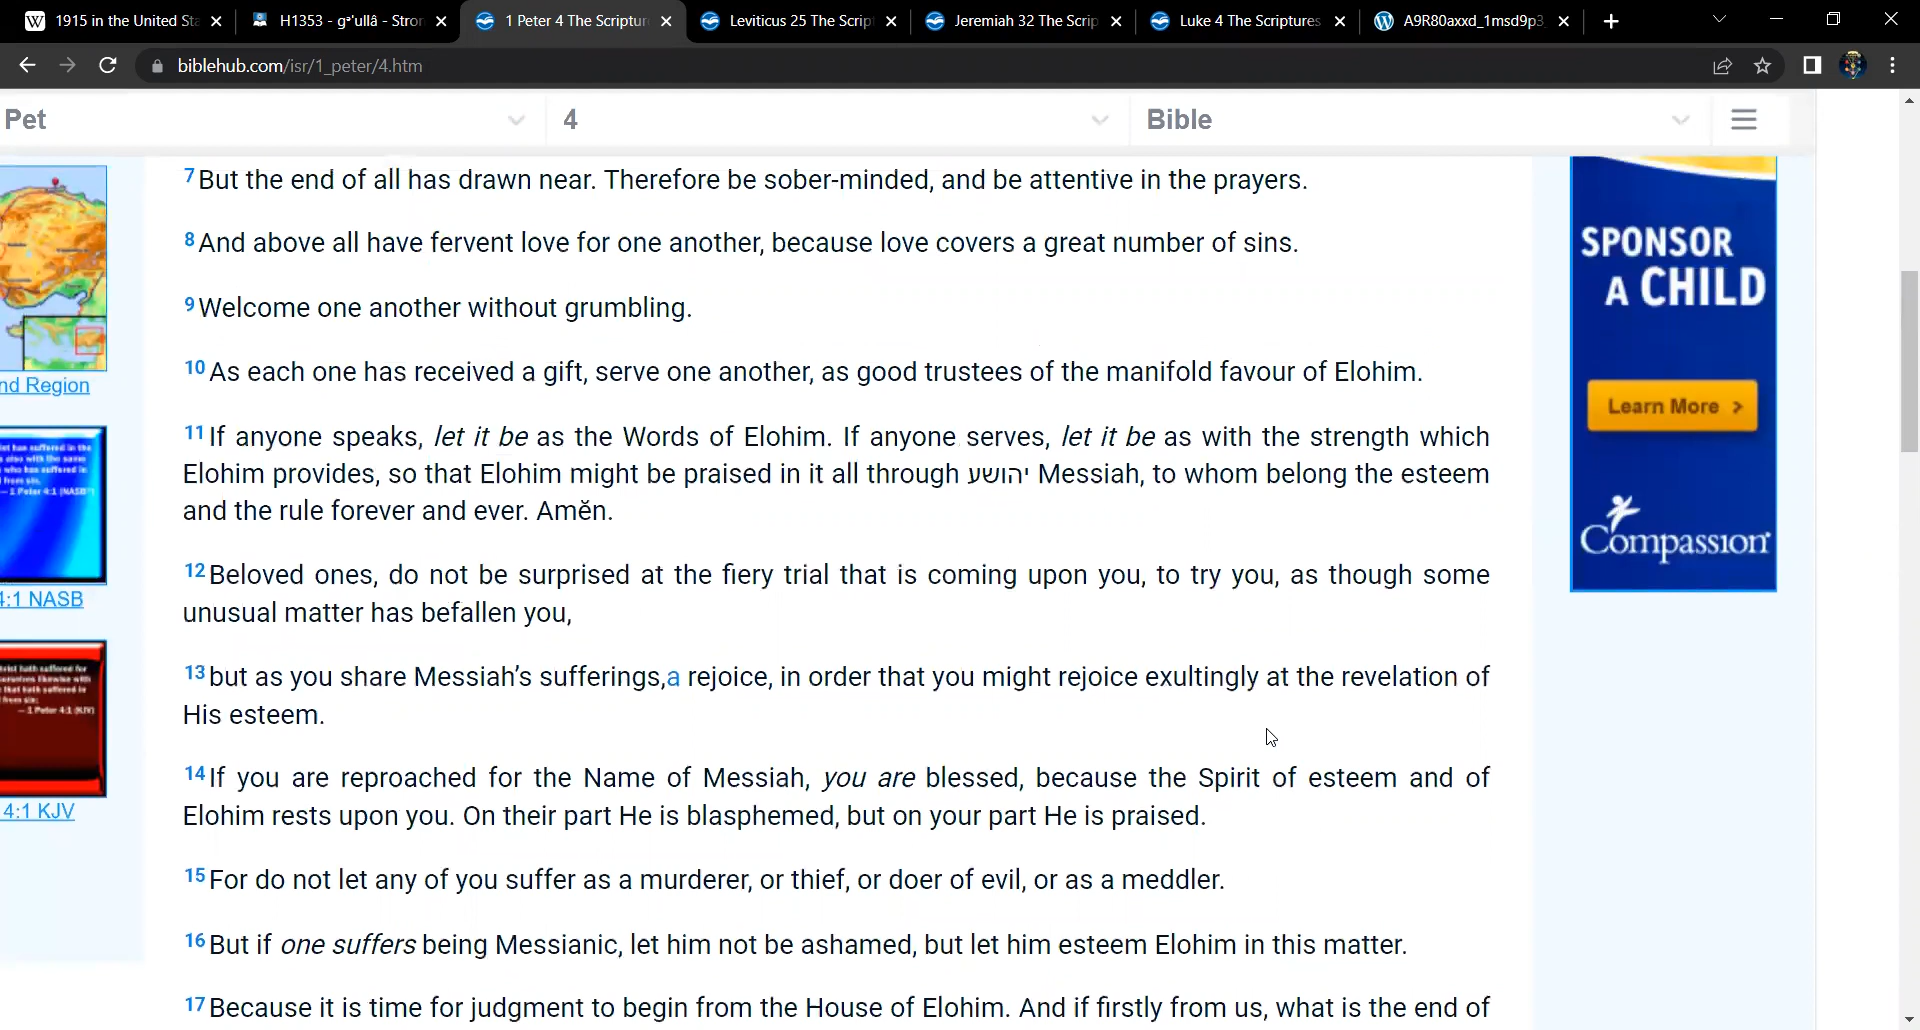 1915 in the United Sta
H1353 - gᵊ'ullâ - Stron
1 Peter 4 The Scripture
Leviticus 25 The Script
Jeremiah 32 The Scrip
Luke 4 The Scriptures
A9R80axxd_1msd9p3
biblehub.com/isr/1_peter/4.htm
Pet
4
Bible
7 But the end of all has drawn near. Therefore be sober-minded, and be attentive in the prayers.
8 And above all have fervent love for one another, because love covers a great number of sins.
9 Welcome one another without grumbling.
10 As each one has received a gift, serve one another, as good trustees of the manifold favour of Elohim.
11 If anyone speaks, let it be as the Words of Elohim. If anyone serves, let it be as with the strength which
Elohim provides, so that Elohim might be praised in it all through יהושע Messiah, to whom belong the esteem
and the rule forever and ever. Amĕn.
12 Beloved ones, do not be surprised at the fiery trial that is coming upon you, to try you, as though some
unusual matter has befallen you,
13 but as you share Messiah’s sufferings,a rejoice, in order that you might rejoice exultingly at the revelation of
His esteem.
14 If you are reproached for the Name of Messiah, you are blessed, because the Spirit of esteem and of
Elohim rests upon you. On their part He is blasphemed, but on your part He is praised.
15 For do not let any of you suffer as a murderer, or thief, or doer of evil, or as a meddler.
16 But if one suffers being Messianic, let him not be ashamed, but let him esteem Elohim in this matter.
17 Because it is time for judgment to begin from the House of Elohim. And if firstly from us, what is the end of
nd Region
4:1 NASB
— 1 Peter 4:1 (KJV)
4:1 KJV
SPONSOR
A CHILD
Learn More >
Compassion